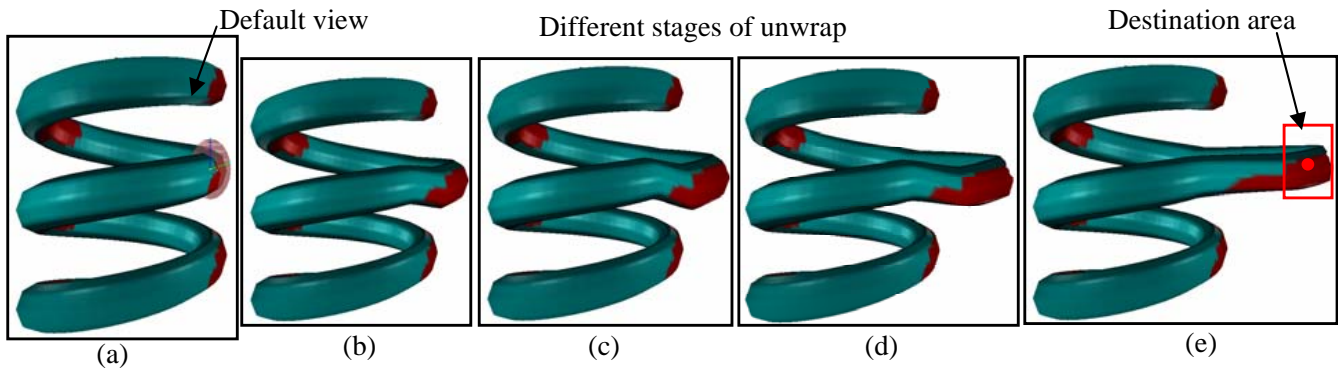 Default view
Different stages of unwrap
Destination area
(a)
(b)
(c)
(d)
(e)